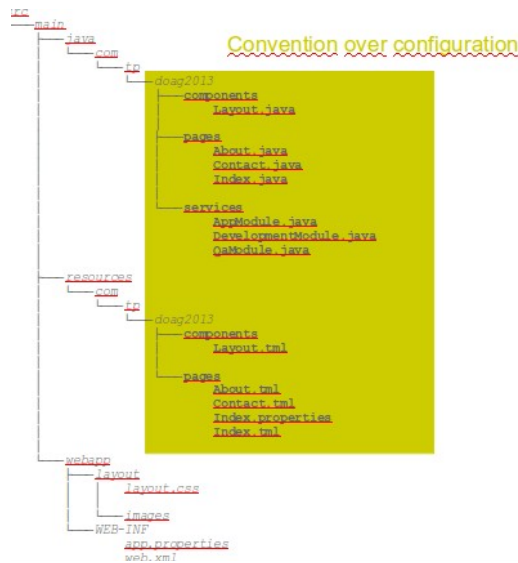 src
main
java
Convention over configuration
com
tp
doag2013
components
Layout.java
pages
About.java
Contact.java
Index.java
services
AppModule.java
DevelopmentModule.java
QaModule.java
resources
com
tp
doag2013
components
Layout.tml
pages
About.tml
Contact.tml
Index.properties
Index.tml
webapp
layout
layout.css
images
WEB-INF
app.properties
web.xml